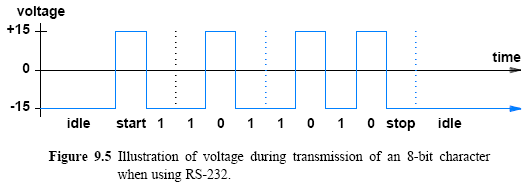 voltage
+15
time
0
-15
idle start 1 1 0 1 1 0 1 0 stop idle
Figure 9.5 Illustration of voltage during transmission of an 8-bit character
when using RS-232.